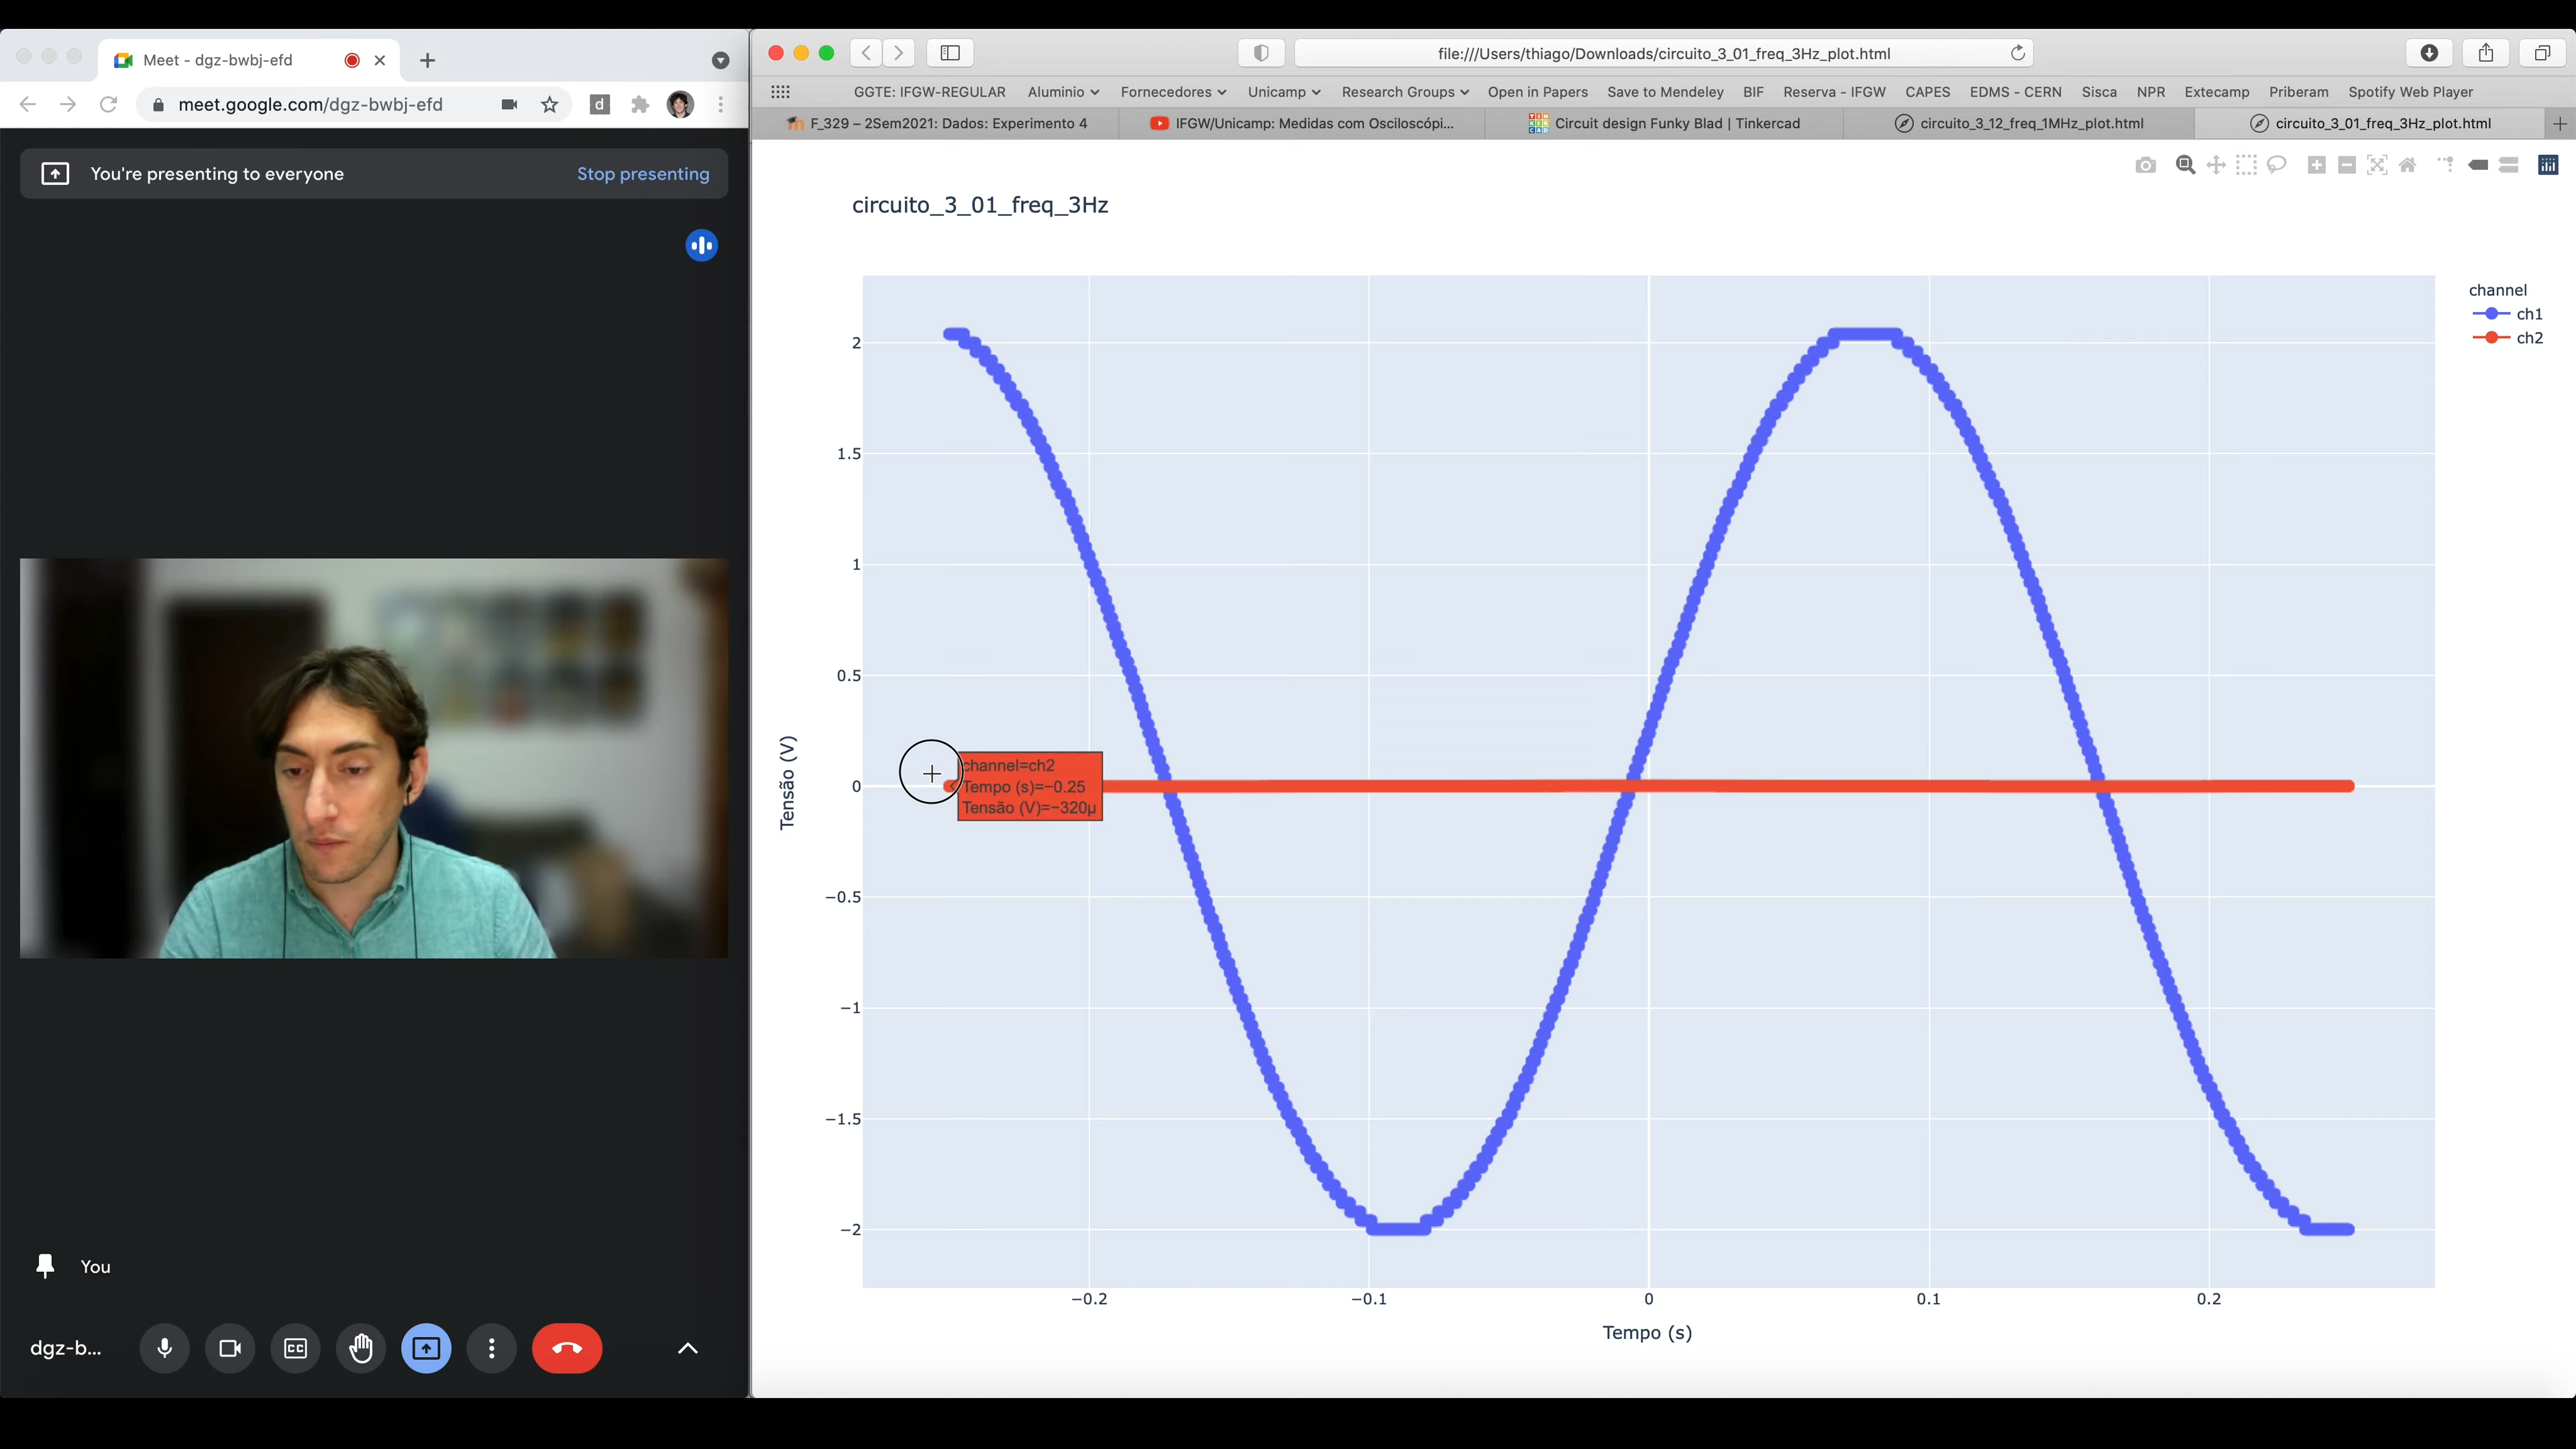 Meet - dgz-bwbj-efd
meet.google.com/dgz-bwbj-efd
d
You're presenting to everyone
Stop presenting
You
dgz-b...
CC
file:///Users/thiago/Downloads/circuito_3_01_freq_3Hz_plot.html
GGTE: IFGW-REGULAR Aluminio Fornecedores Unicamp Research Groups Open in Papers Save to Mendeley BIF Reserva - IFGW CAPES EDMS - CERN Sisca NPR Extecamp Priberam Spotify Web Player
F_329 – 2Sem2021: Dados: Experimento 4
IFGW/Unicamp: Medidas com Osciloscópi...
Circuit design Funky Blad | Tinkercad
circuito_3_12_freq_1MHz_plot.html
circuito_3_01_freq_3Hz_plot.html
circuito_3_01_freq_3Hz
channel
ch1
ch2
2
1.5
1
0.5
0
−0.5
−1
−1.5
−2
Tensão (V)
channel=ch2
Tempo (s)=−0.25
Tensão (V)=−320μ
−0.2 −0.1 0 0.1 0.2
Tempo (s)